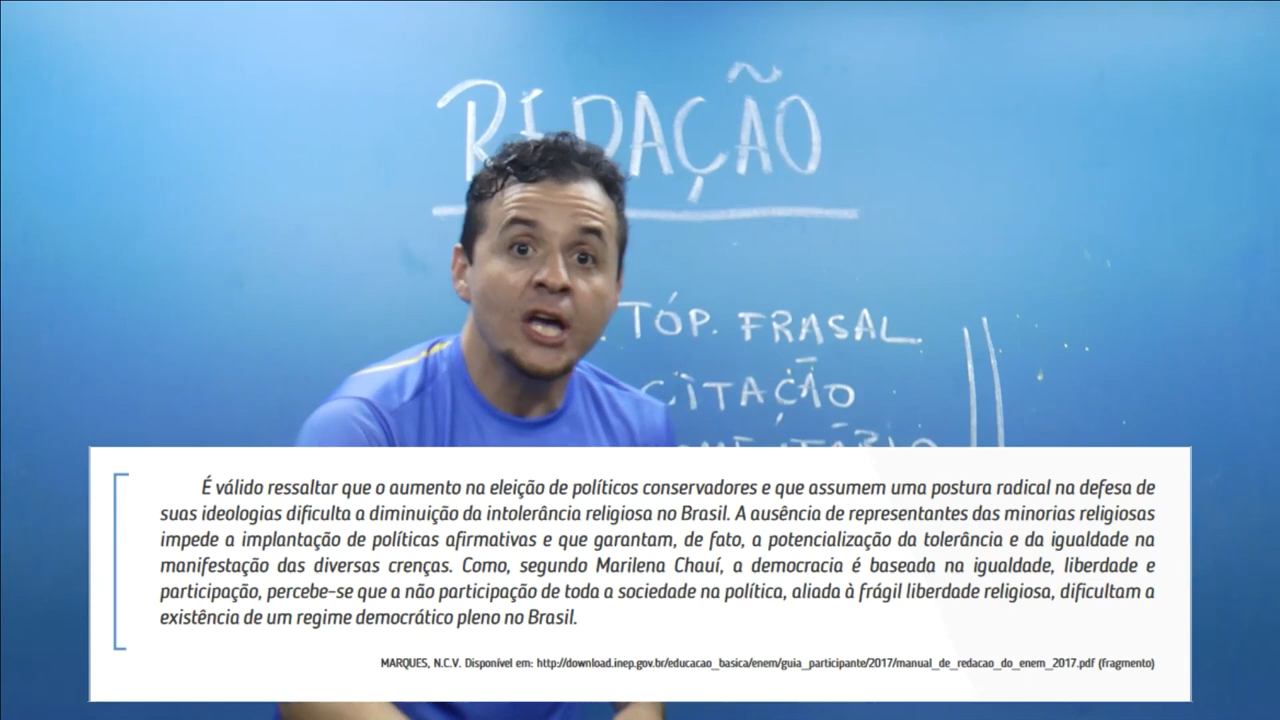 REDAÇÃO
TÓP. FRASAL
CITAÇÃO
É válido ressaltar que o aumento na eleição de políticos conservadores e que assumem uma postura radical na defesa de
suas ideologias dificulta a diminuição da intolerância religiosa no Brasil. A ausência de representantes das minorias religiosas
impede a implantação de políticas afirmativas e que garantam, de fato, a potencialização da tolerância e da igualdade na
manifestação das diversas crenças. Como, segundo Marilena Chauí, a democracia é baseada na igualdade, liberdade e
participação, percebe-se que a não participação de toda a sociedade na política, aliada à frágil liberdade religiosa, dificultam a
existência de um regime democrático pleno no Brasil.
MARQUES, N.C.V. Disponível em: http://download.inep.gov.br/educacao_basica/enem/guia_participante/2017/manual_de_redacao_do_enem_2017.pdf (fragmento)